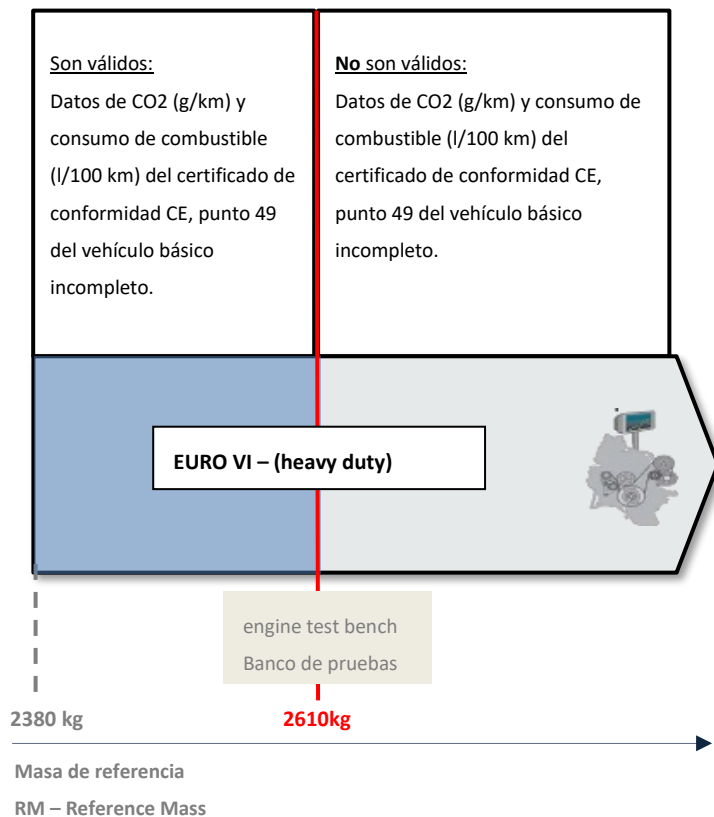 Son válidos:
Datos de CO2 (g/km) y
consumo de combustible
(l/100 km) del certificado de
conformidad CE, punto 49
del vehículo básico
incompleto.
No son válidos:
Datos de CO2 (g/km) y consumo de
combustible (l/100 km) del
certificado de conformidad CE,
punto 49 del vehículo básico
incompleto.
EURO VI – (heavy duty)
engine test bench
Banco de pruebas
2380 kg
2610kg
Masa de referencia
RM – Reference Mass